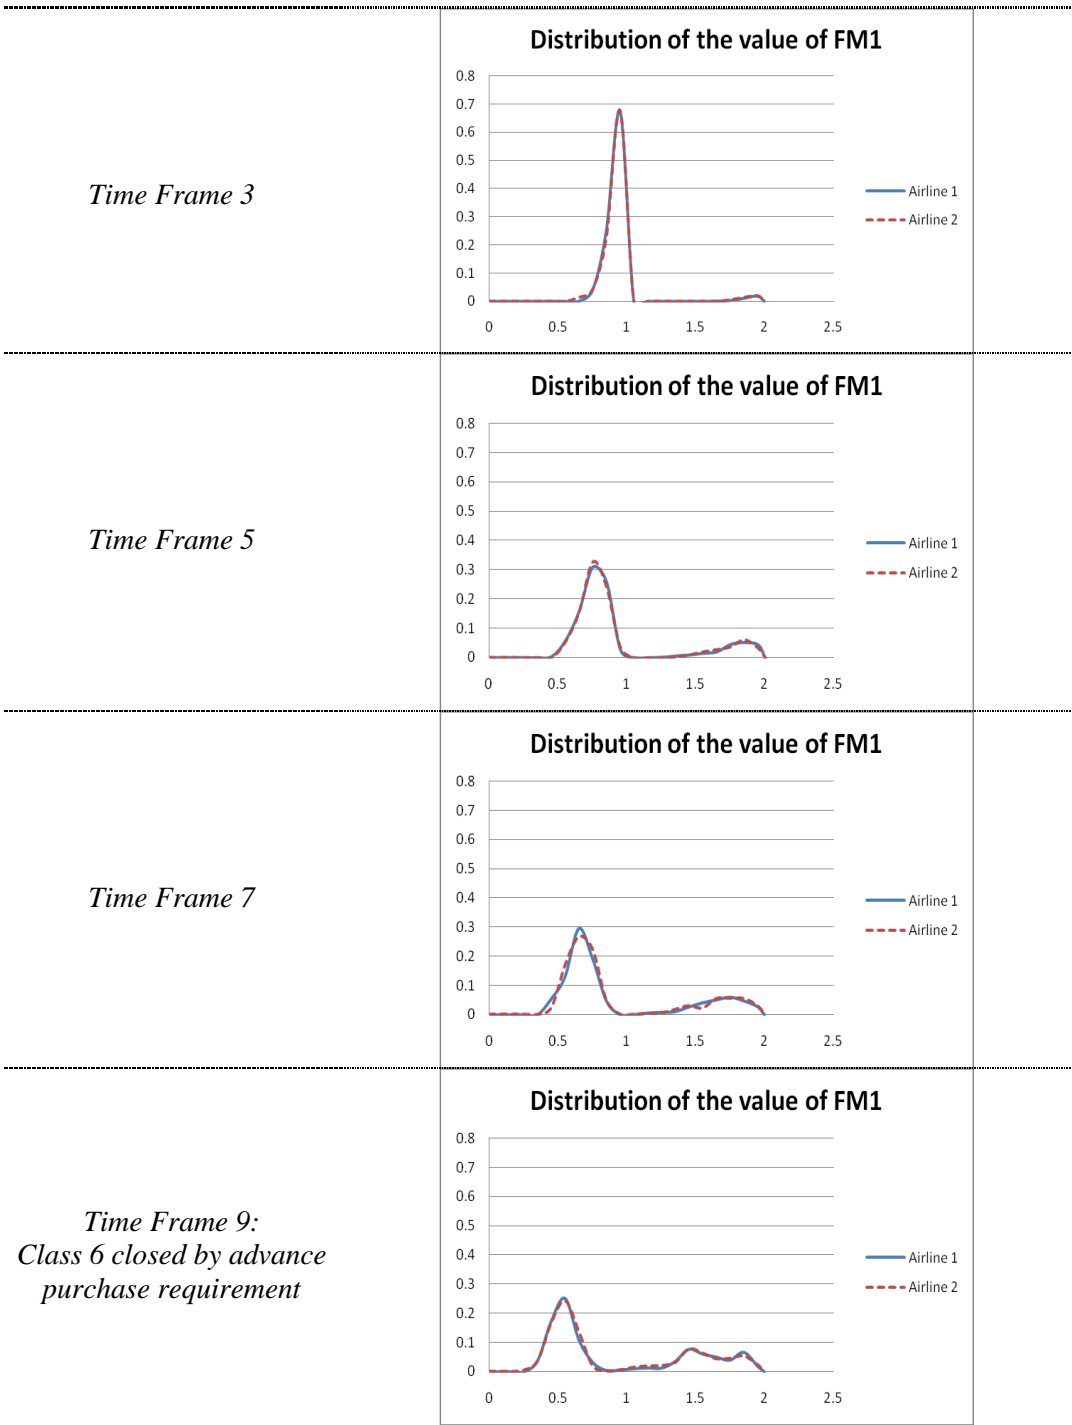 Distribution of the value of FM1
0.8
0.7
0.6
0.5
0.4
0.3
0.2
0.1
0
0 0.5 1 1.5 2 2.5
Time Frame 3
Airline 1
Airline 2
Distribution of the value of FM1
0.8
0.7
0.6
0.5
0.4
0.3
0.2
0.1
0
0 0.5 1 1.5 2 2.5
Time Frame 5
Airline 1
Airline 2
Distribution of the value of FM1
0.8
0.7
0.6
0.5
0.4
0.3
0.2
0.1
0
0 0.5 1 1.5 2 2.5
Time Frame 7
Airline 1
Airline 2
Distribution of the value of FM1
0.8
0.7
0.6
0.5
0.4
0.3
0.2
0.1
0
0 0.5 1 1.5 2 2.5
Time Frame 9:
Class 6 closed by advance
purchase requirement
Airline 1
Airline 2